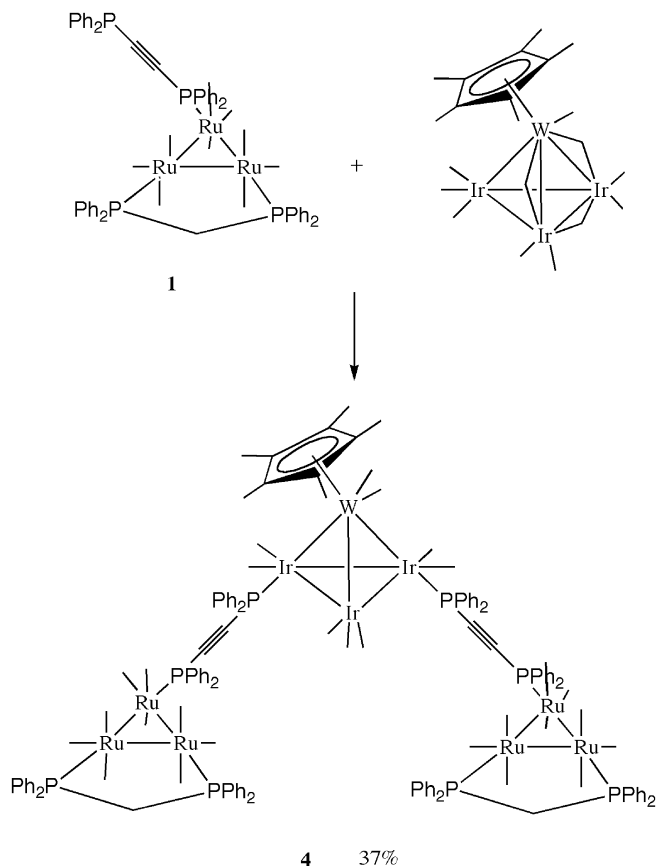 Ph2P
PPh2
Ru
Ru Ru
Ph2P PPh2
1
+
W
Ir Ir
Ir
W
Ir Ir
Ir
Ph2P PPh2
PPh2 PPh2
Ru Ru
Ru Ru Ru Ru
Ph2P PPh2 Ph2P PPh2
4 37%